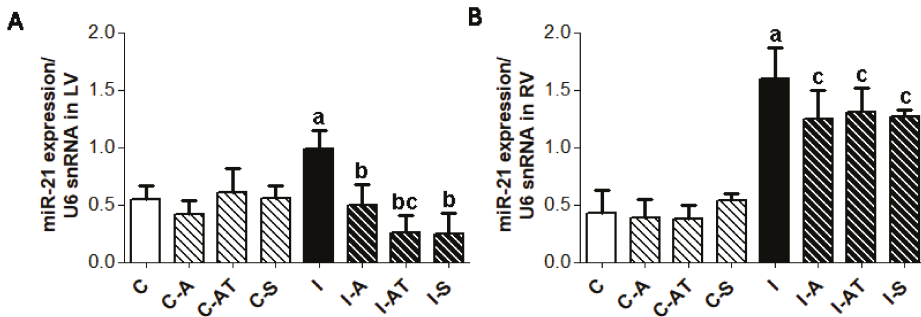 A
miR-21 expression/
U6 snRNA in LV
2.0
1.5
1.0
0.5
0.0
a
b
bc
b
C
C-A
C-AT
C-S
I
I-A
I-AT
I-S
B
miR-21 expression/
U6 snRNA in RV
2.0
1.5
1.0
0.5
0.0
a
c
c
c
C
C-A
C-AT
C-S
I
I-A
I-AT
I-S